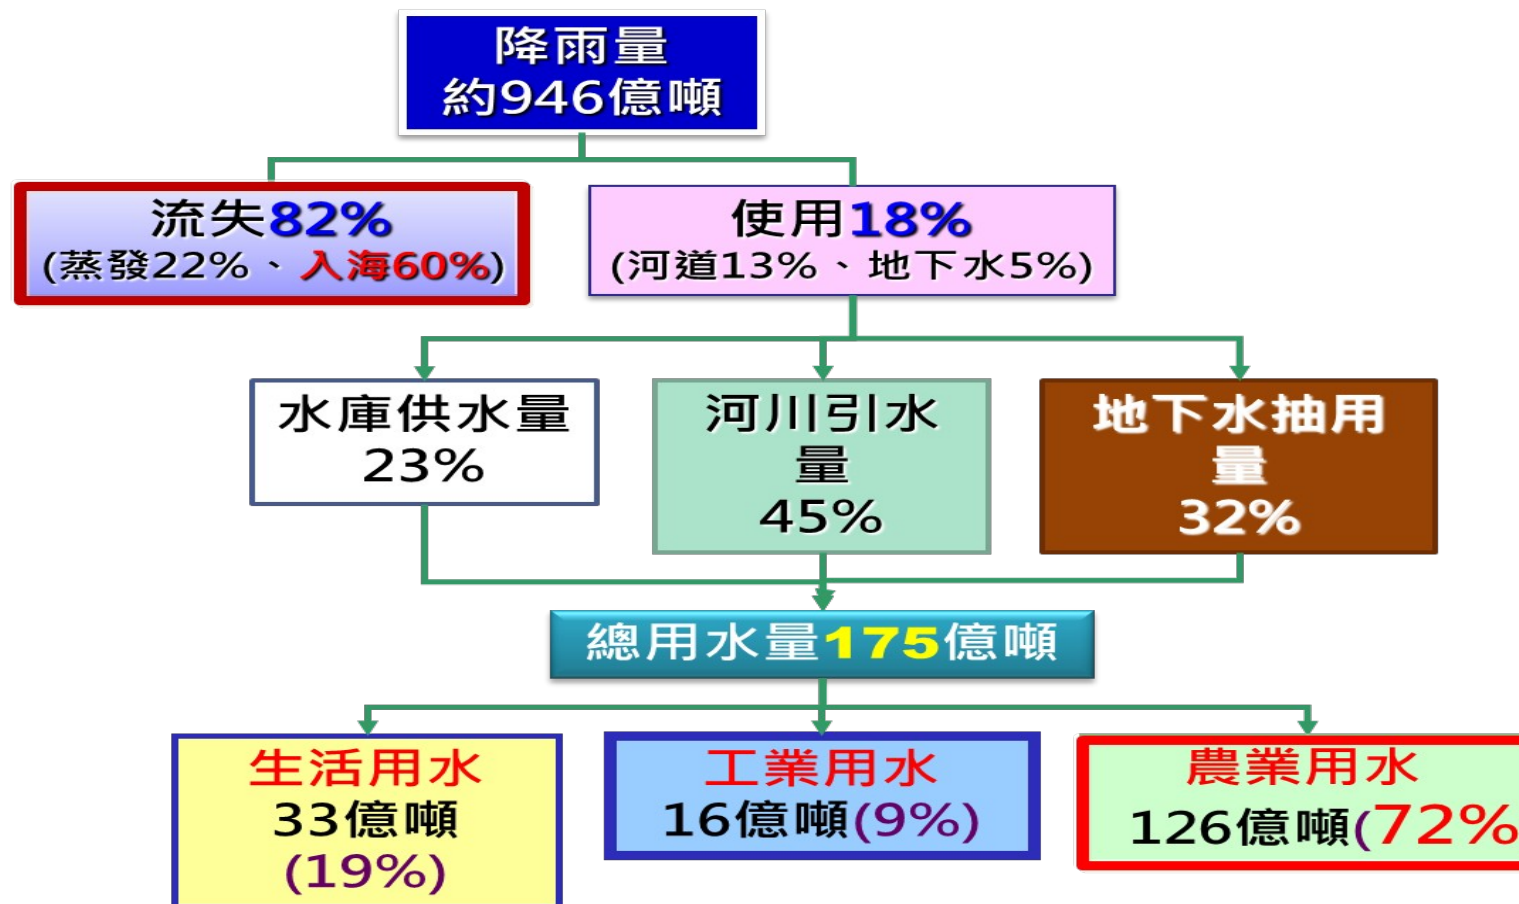 降雨量
約946億噸
流失82%
(蒸發22%、入海60%)
使用18%
(河道13%、地下水5%)
水庫供水量
23%
河川引水
量
45%
地下水抽用
量
32%
總用水量175億噸
生活用水
33億噸
(19%)
工業用水
16億噸(9%)
農業用水
126億噸(72%